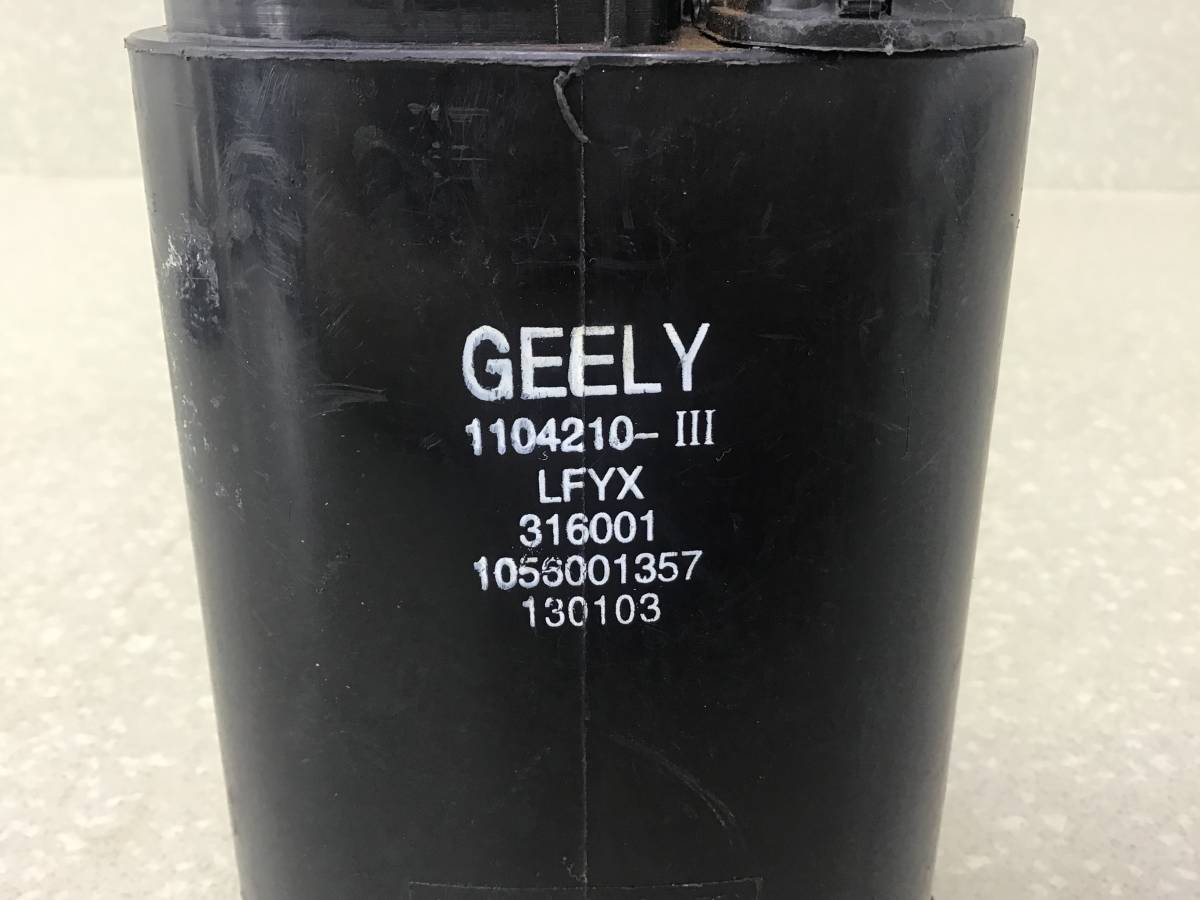 GEELY
1104210- III
LFYX
316001
1056001357
130103